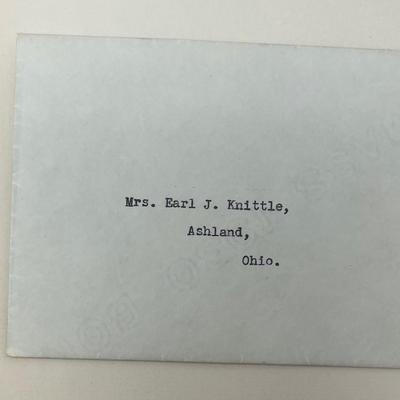 Mrs. Earl J. Knittle,
Ashland,
Ohio.